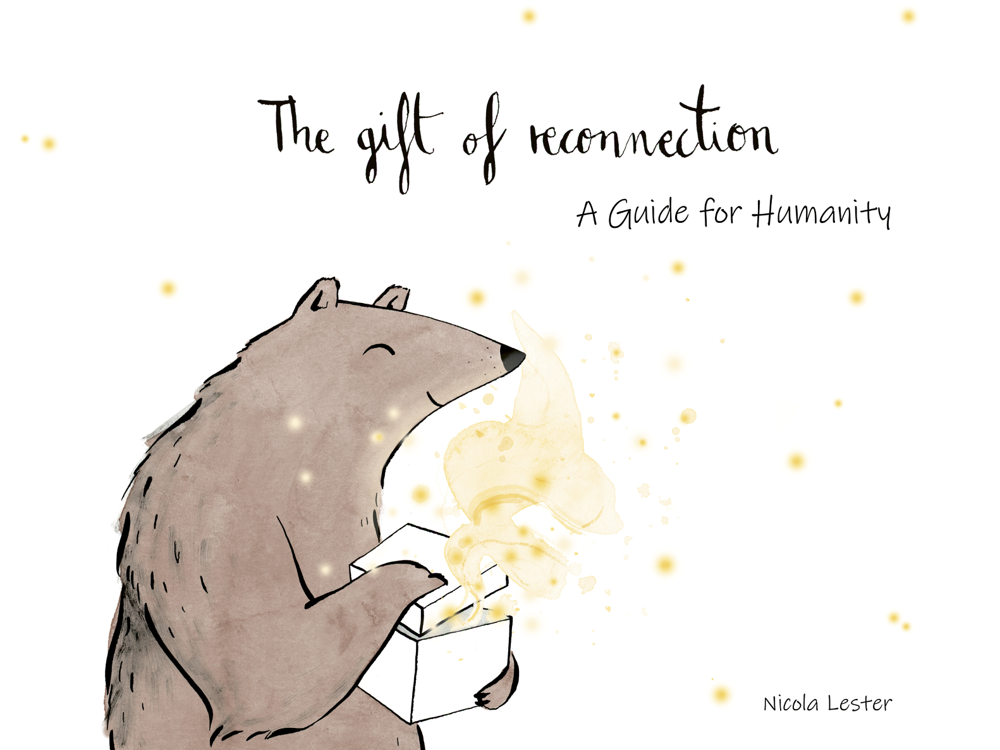 The gift of reconnection
A Guide for Humanity
Nicola Lester